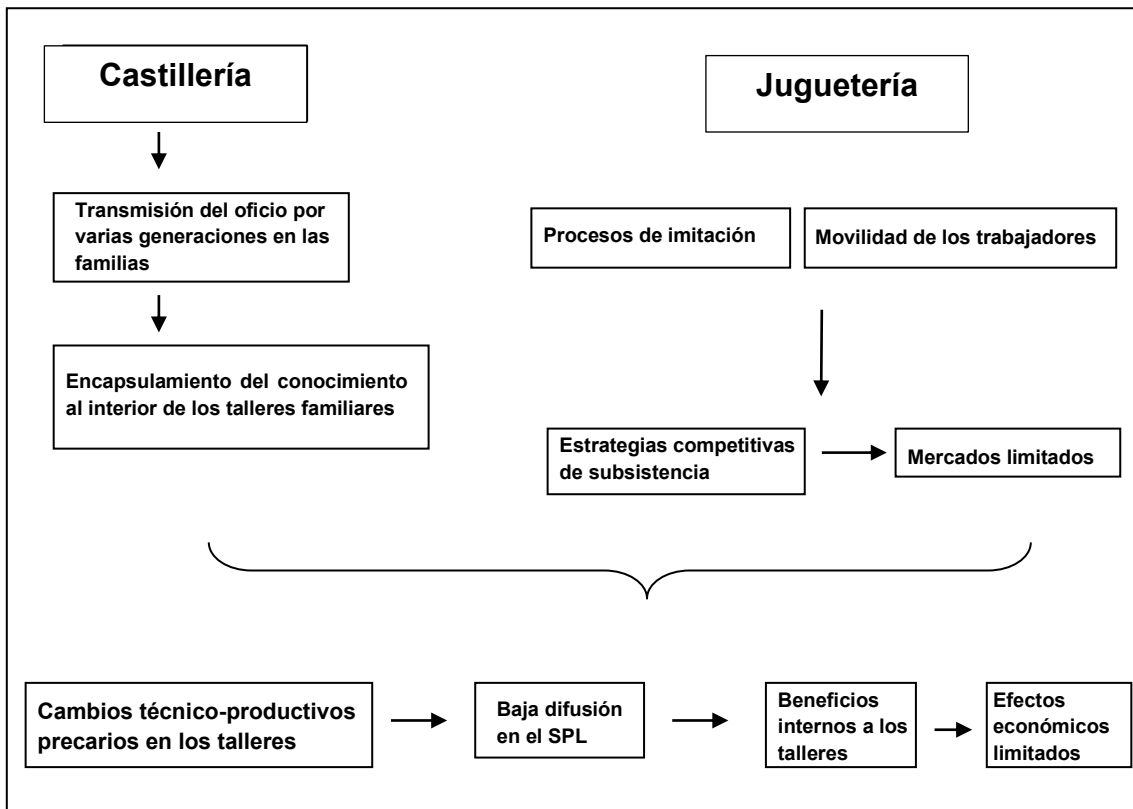 Castillería
Juguetería
Transmisión del oficio por
varias generaciones en las
familias
Procesos de imitación
Movilidad de los trabajadores
Encapsulamiento del conocimiento
al interior de los talleres familiares
Estrategias competitivas
de subsistencia
Mercados limitados
Cambios técnico-productivos
precarios en los talleres
Baja difusión
en el SPL
Beneficios
internos a los
talleres
Efectos
económicos
limitados